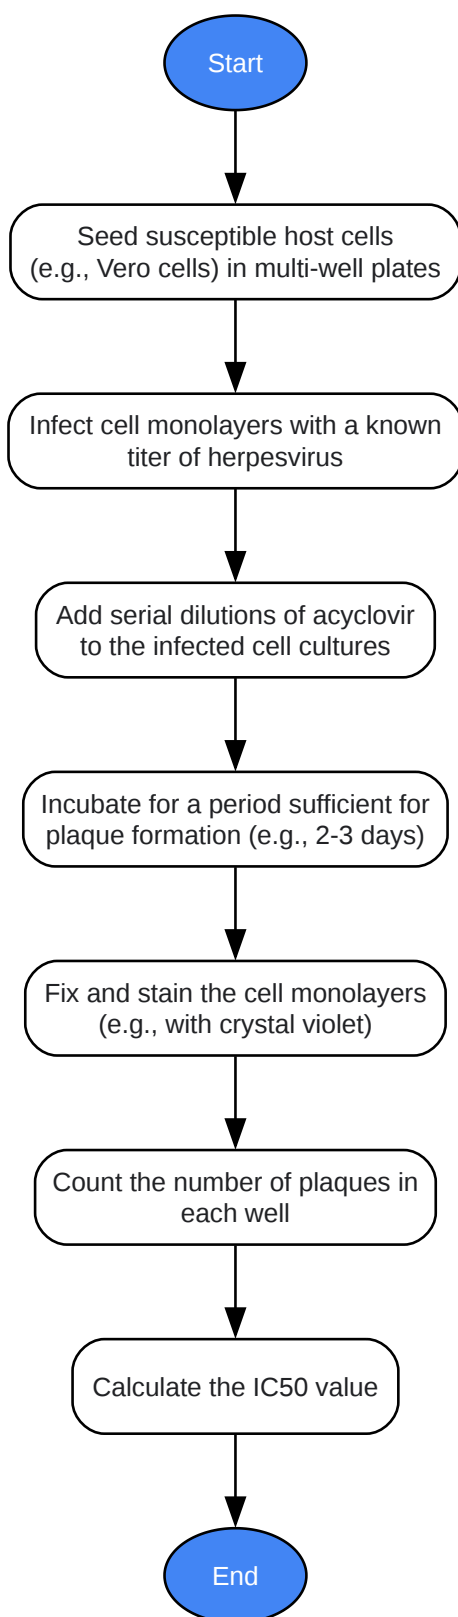 Start
Seed susceptible host cells
(e.g., Vero cells) in multi-well plates
Infect cell monolayers with a known
titer of herpesvirus
Add serial dilutions of acyclovir
to the infected cell cultures
Incubate for a period sufficient for
plaque formation (e.g., 2-3 days)
Fix and stain the cell monolayers
(e.g., with crystal violet)
Count the number of plaques in
each well
Calculate the IC50 value
End